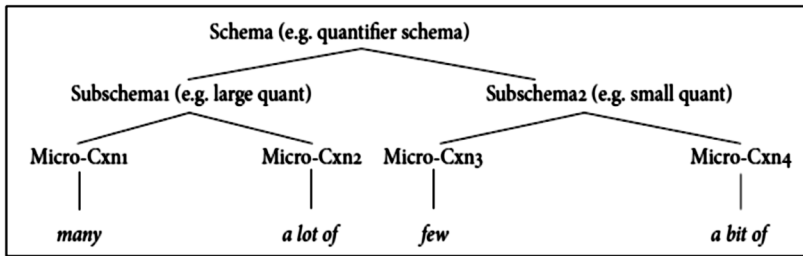 Schema (e.g. quantifier schema)
Subschema1 (e.g. large quant) Subschema2 (e.g. small quant)
Micro-Cxn1 Micro-Cxn2 Micro-Cxn3 Micro-Cxn4
many a lot of few a bit of